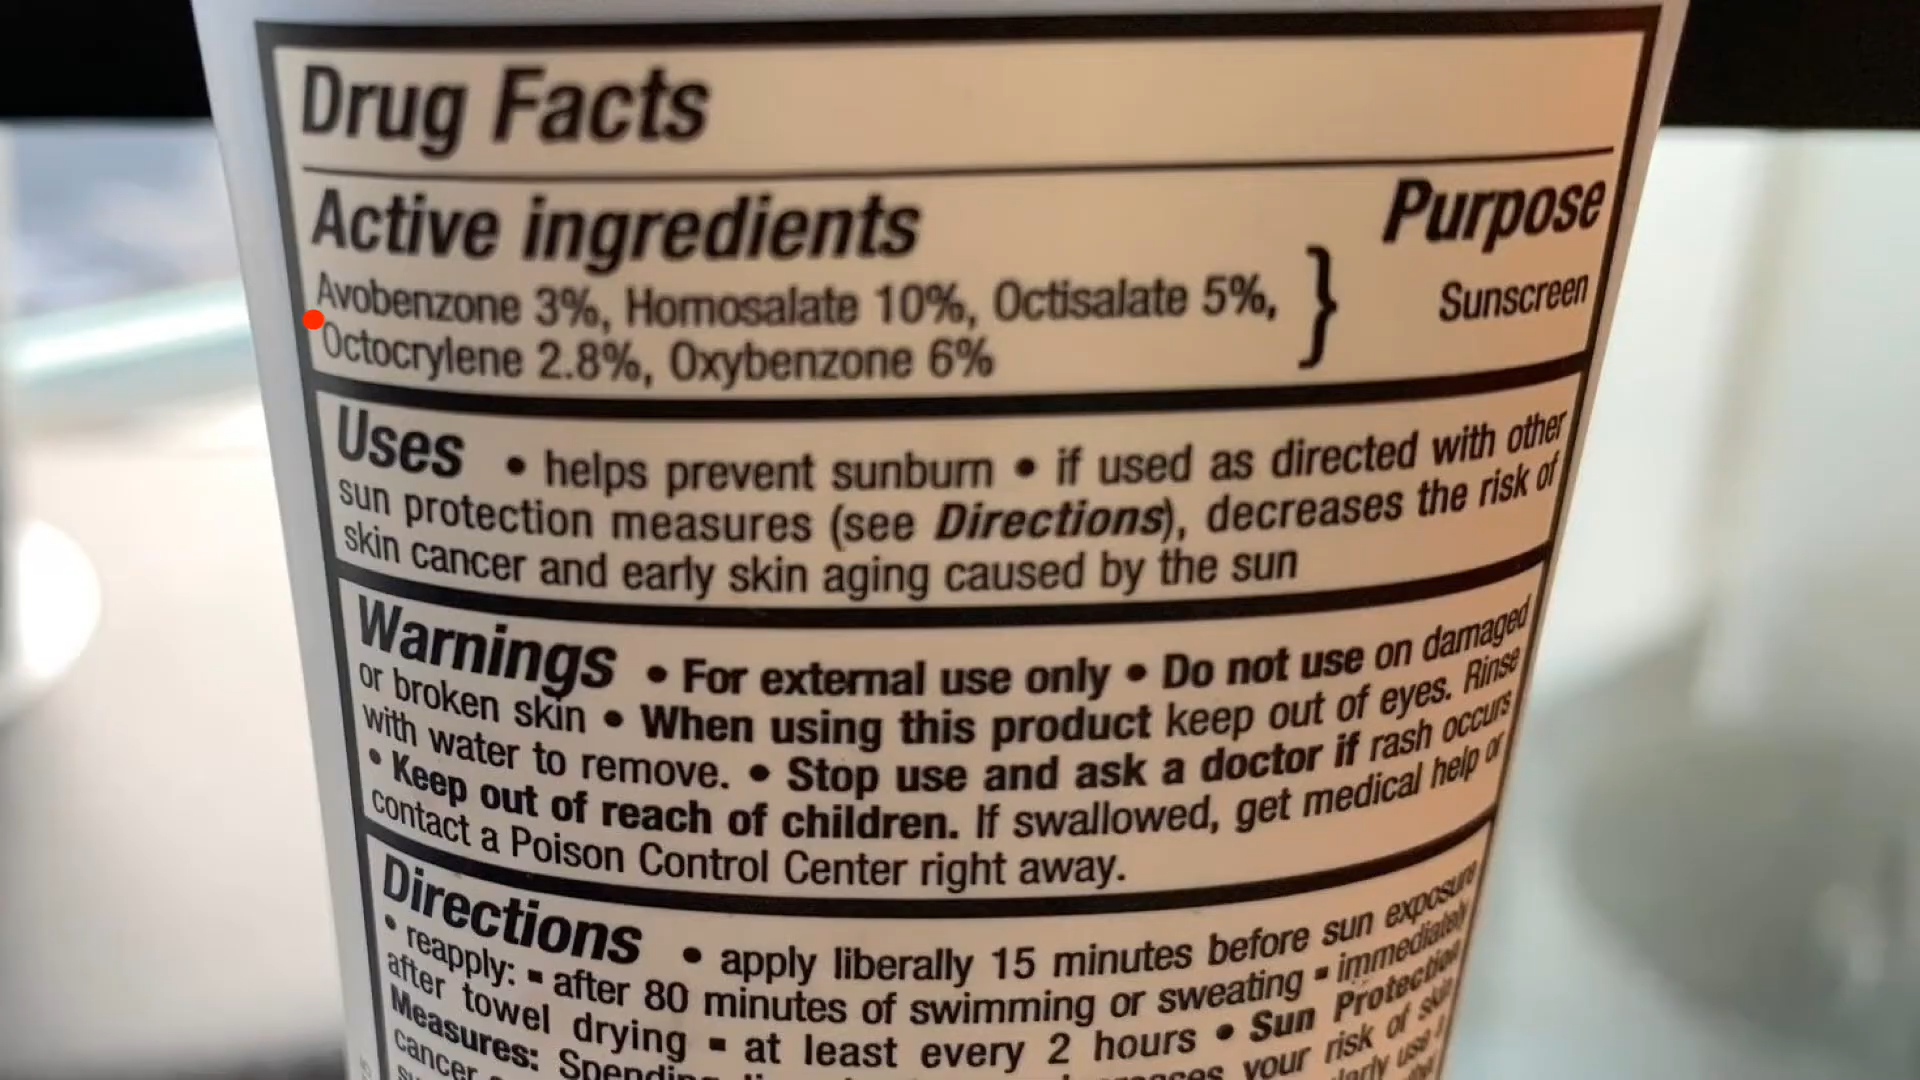 Drug Facts
Active ingredients Purpose
Avobenzone 3%, Homosalate 10%, Octisalate 5%, } Sunscreen
Octocrylene 2.8%, Oxybenzone 6%
Uses • helps prevent sunburn • if used as directed with other
sun protection measures (see Directions), decreases the risk of
skin cancer and early skin aging caused by the sun
Warnings • For external use only • Do not use on damaged
or broken skin • When using this product keep out of eyes. Rinse
with water to remove. • Stop use and ask a doctor if rash occurs
• Keep out of reach of children. If swallowed, get medical help or
contact a Poison Control Center right away.
Directions • apply liberally 15 minutes before sun exposure
• reapply: ▪ after 80 minutes of swimming or sweating ▪ immediately
after towel drying ▪ at least every 2 hours • Sun Protection
Measures: Spending your risk of skin
cancer